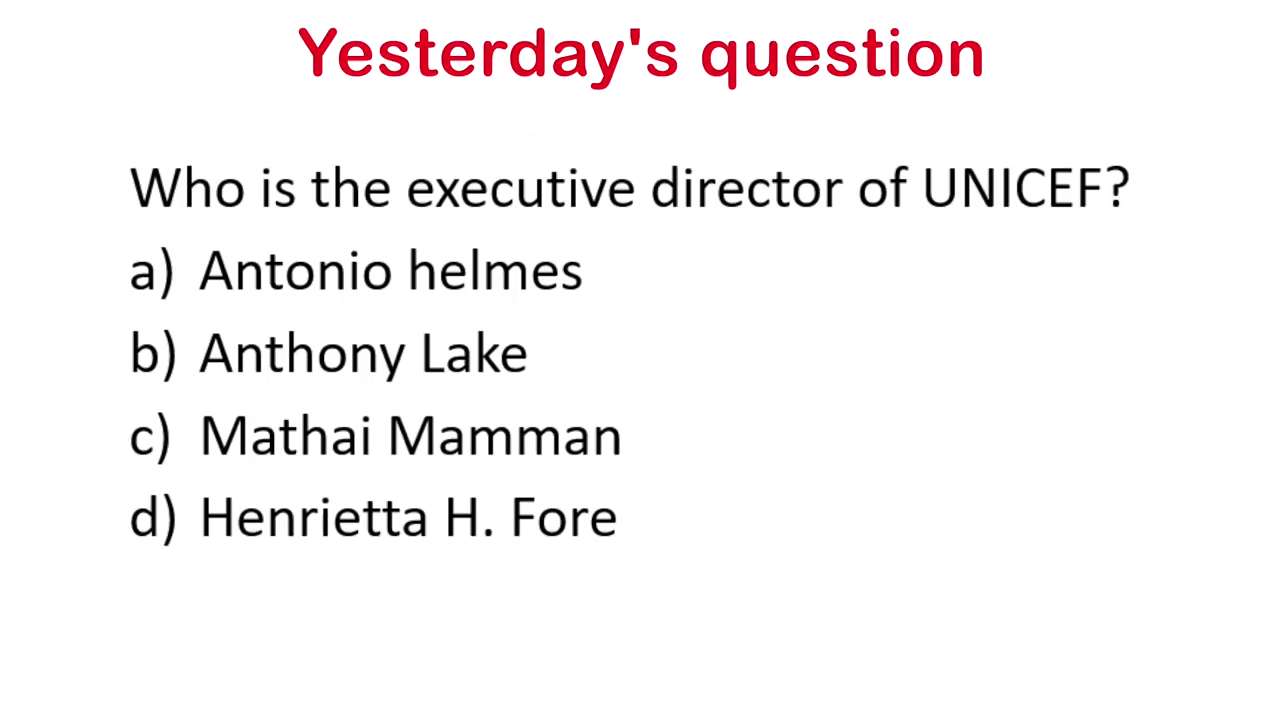 Yesterday's question
Who is the executive director of UNICEF?
a) Antonio helmes
b) Anthony Lake
c) Mathai Mamman
d) Henrietta H. Fore